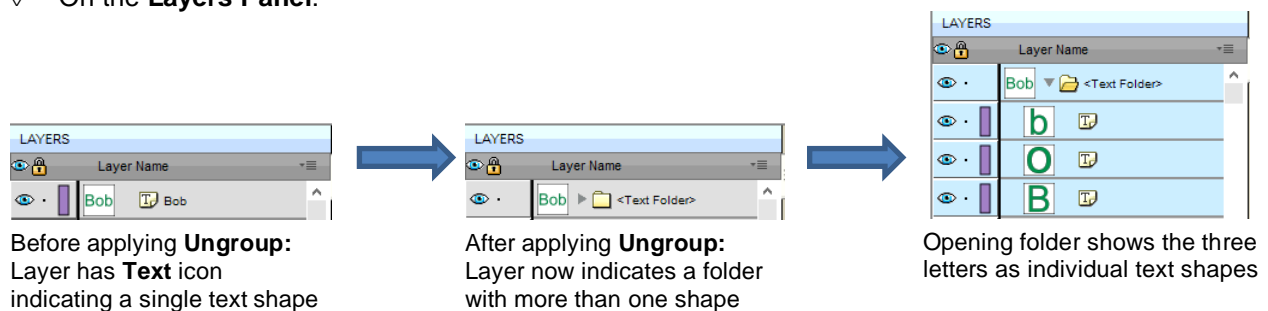 On the Layers Panel:
LAYERS
Layer Name
Bob
Bob
Before applying Ungroup:
Layer has Text icon
indicating a single text shape
LAYERS
Layer Name
Bob
<Text Folder>
After applying Ungroup:
Layer now indicates a folder
with more than one shape
LAYERS
Layer Name
Bob
<Text Folder>
b
T
O
T
B
T
Opening folder shows the three
letters as individual text shapes